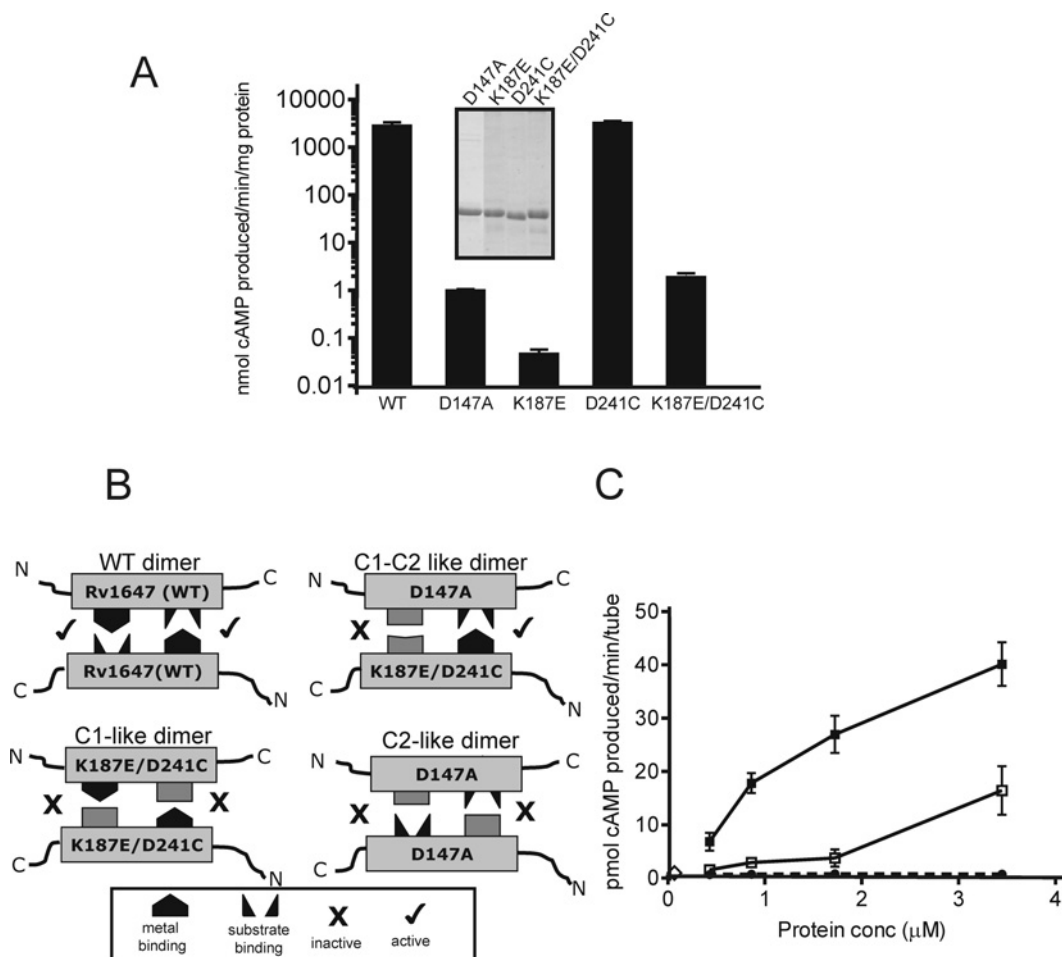 A
nmol cAMP produced/min/mg protein
10000
1000
100
10
1
0.1
0.01
D147A
K187E
D241C
K187E/D241C
WT
D147A
K187E
D241C
K187E/D241C
B
WT dimer
N
C
Rv1647 (WT)
Rv1647(WT)
C
N
C1-C2 like dimer
N
C
D147A
K187E/D241C
C
N
C1-like dimer
N
C
K187E/D241C
K187E/D241C
C
N
C2-like dimer
N
C
D147A
D147A
C
N
metal binding
substrate binding
inactive
active
C
pmol cAMP produced/min/tube
50
40
30
20
10
0
1
2
3
4
Protein conc (μM)